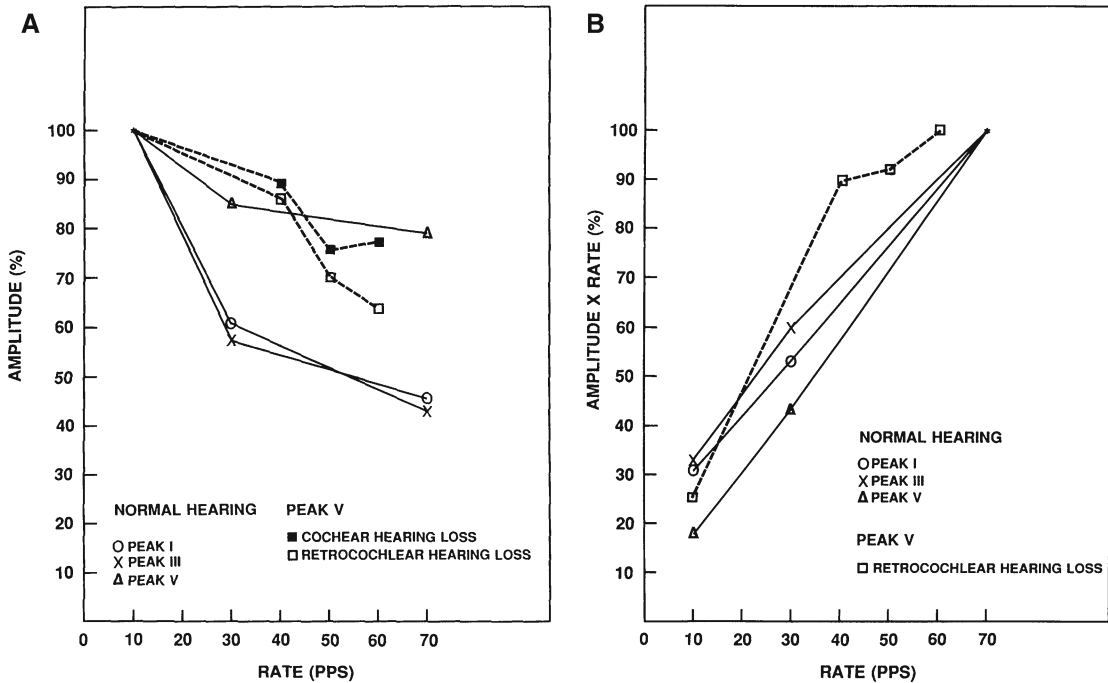 A
AMPLITUDE (%)
100
90
80
70
60
50
40
30
20
10
NORMAL HEARING
PEAK I
PEAK III
PEAK V
PEAK V
COCHEAR HEARING LOSS
RETROCOCHLEAR HEARING LOSS
0 10 20 30 40 50 60 70
RATE (PPS)
B
AMPLITUDE X RATE (%)
100
90
80
70
60
50
40
30
20
10
NORMAL HEARING
PEAK I
PEAK III
PEAK V
PEAK V
RETROCOCHLEAR HEARING LOSS
0 10 20 30 40 50 60 70
RATE (PPS)